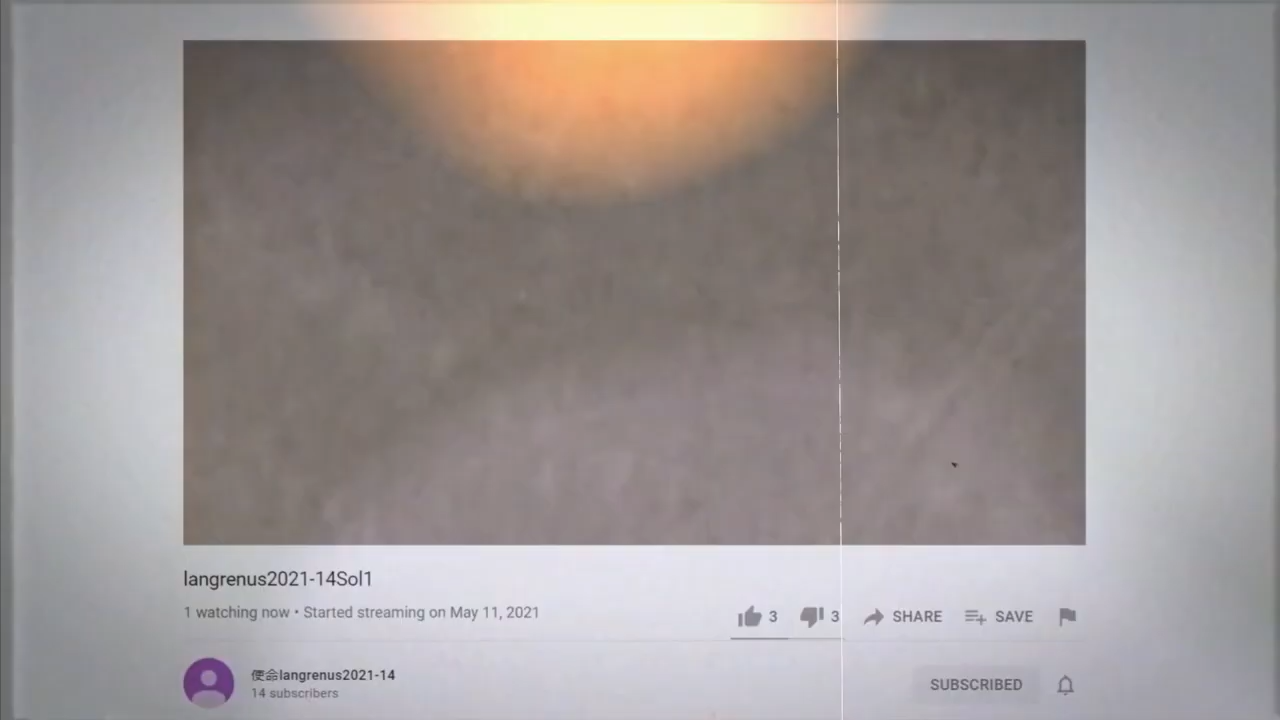 langrenus2021-14Sol1
1 watching now • Started streaming on May 11, 2021
3 3 SHARE SAVE
使命langrenus2021-14
14 subscribers
SUBSCRIBED